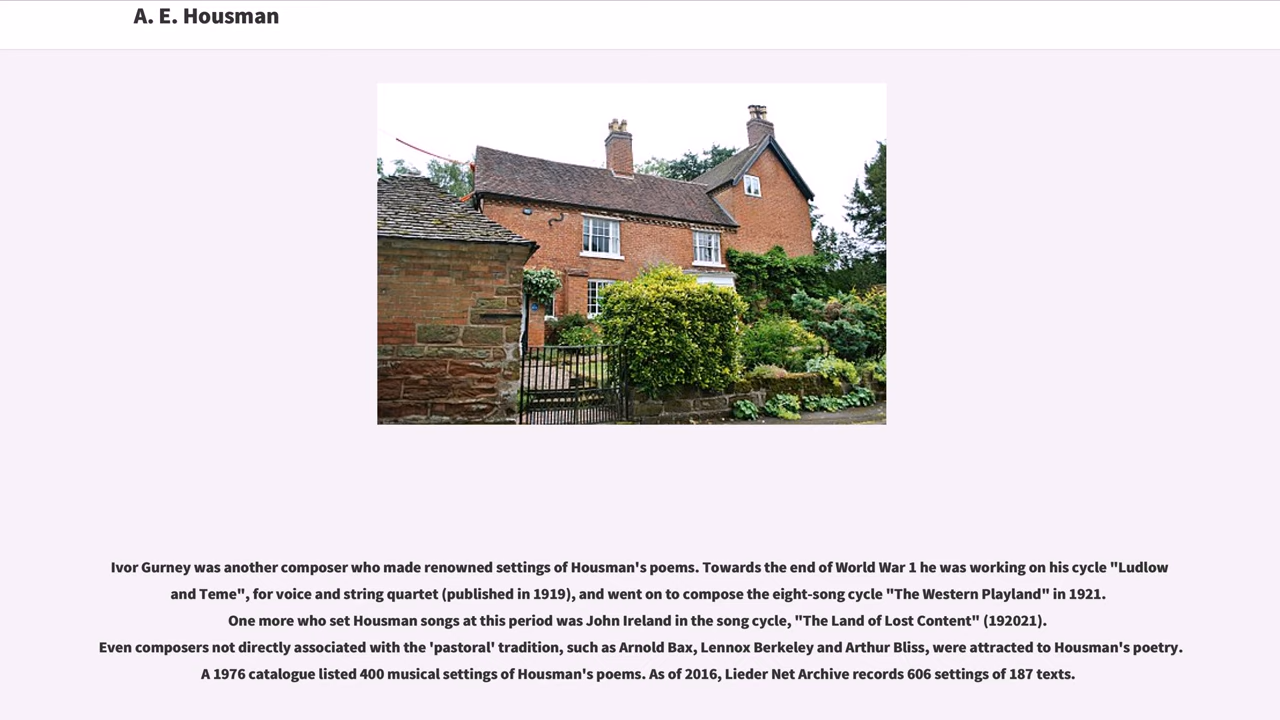 A. E. Housman
Ivor Gurney was another composer who made renowned settings of Housman's poems. Towards the end of World War 1 he was working on his cycle "Ludlow
and Teme", for voice and string quartet (published in 1919), and went on to compose the eight-song cycle "The Western Playland" in 1921.
One more who set Housman songs at this period was John Ireland in the song cycle, "The Land of Lost Content" (192021).
Even composers not directly associated with the 'pastoral' tradition, such as Arnold Bax, Lennox Berkeley and Arthur Bliss, were attracted to Housman's poetry.
A 1976 catalogue listed 400 musical settings of Housman's poems. As of 2016, Lieder Net Archive records 606 settings of 187 texts.